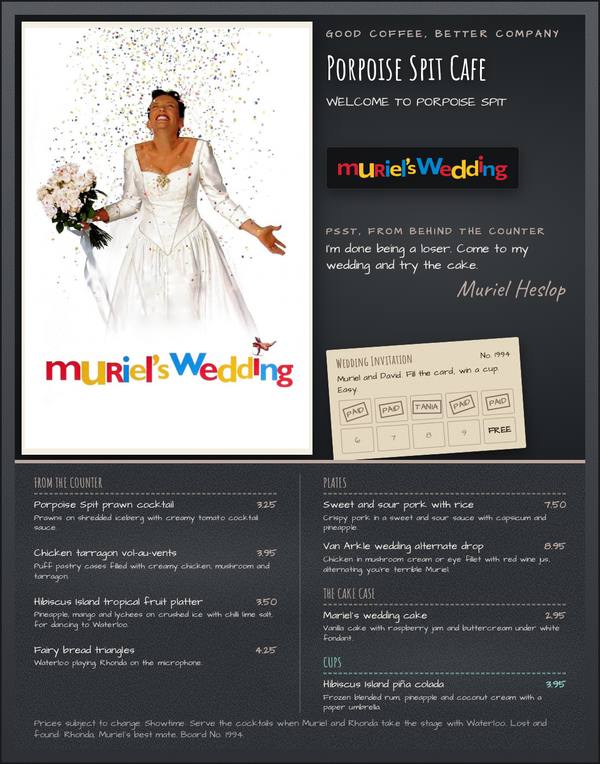 GOOD COFFEE, BETTER COMPANY
Porpoise Spit Cafe
WELCOME TO PORPOISE SPIT
muriel's Wedding
PSST, FROM BEHIND THE COUNTER
I'm done being a loser. Come to my
wedding and try the cake.
Muriel Heslop
muriel's Wedding
WEDDING INVITATION
No. 1994
Muriel and David. Fill the card, win a cup.
Easy.
PAID PAID TANIA PAID PAID
6 7 8 9 FREE
FROM THE COUNTER
Porpoise Spit prawn cocktail 3.25
Prawns on shredded iceberg with creamy tomato cocktail
sauce.
Chicken tarragon vol-au-vents 3.95
Puff pastry cases filled with creamy chicken, mushroom and
tarragon.
Hibiscus Island tropical fruit platter 3.50
Pineapple, mango and lychees on crushed ice with chilli lime salt,
for dancing to Waterloo.
Fairy bread triangles 4.25
Waterloo playing. Rhonda on the microphone.
PLATES
Sweet and sour pork with rice 7.50
Crispy pork in a sweet and sour sauce with capsicum and
pineapple.
Van Arkle wedding alternate drop 8.95
Chicken in mushroom cream or eye fillet with red wine jus,
alternating. you're terrible Muriel.
THE CAKE CASE
Mariel's wedding cake 2.95
Vanilla cake with raspberry jam and buttercream under white
fondant.
CUPS
Hibiscus Island piña colada 3.95
Frozen blended rum, pineapple and coconut cream with a
paper umbrella.
Prices subject to change. Showtime. Serve the cocktails when Muriel and Rhonda take the stage with Waterloo. Lost and
found: Rhonda, Muriel's best mate. Board No. 1994.